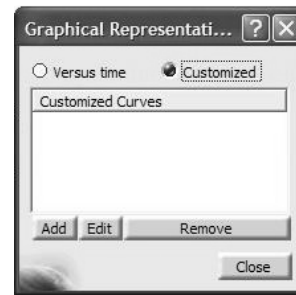 Graphical Representati... ? X
Versus time Customized
Customized Curves
Add Edit Remove
Close